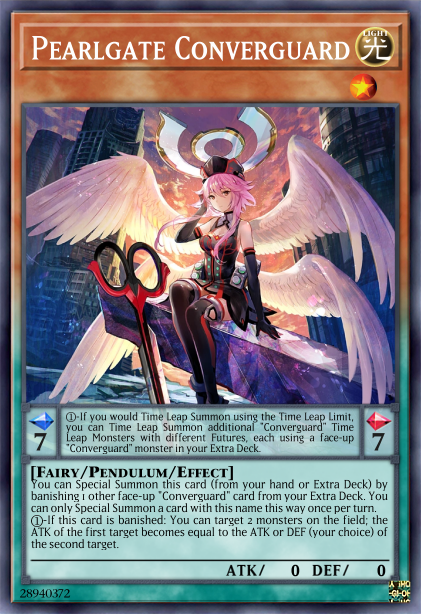 PEARLGATE CONVERGUARD
LIGHT
光
①-If you would Time Leap Summon using the Time Leap Limit,
you can Time Leap Summon additional "Converguard" Time
Leap Monsters with different Futures, each using a face-up
"Converguard" monster in your Extra Deck.
7
7
[FAIRY/PENDULUM/EFFECT]
You can Special Summon this card (from your hand or Extra Deck) by
banishing 1 other face-up "Converguard" card from your Extra Deck. You
can only Special Summon a card with this name this way once per turn.
①-If this card is banished: You can target 2 monsters on the field; the
ATK of the first target becomes equal to the ATK or DEF (your choice) of
the second target.
ATK/ 0 DEF/ 0
28940372